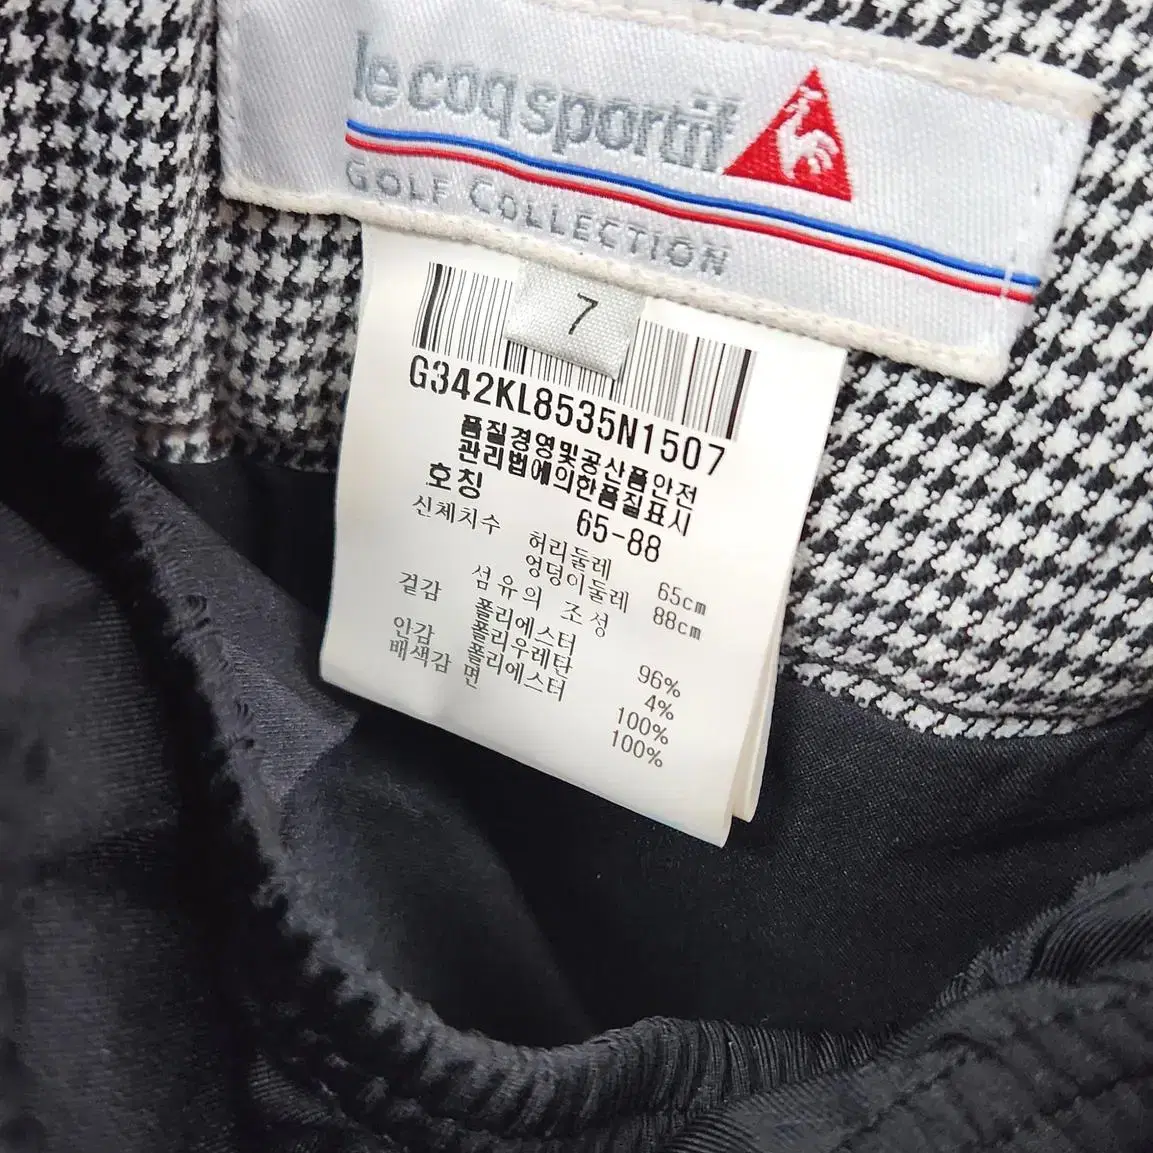 le coq sportif
GOLF COLLECTION
7
G342KL8535N1507
품질경영및공산품안전
관리법에의한품질표시
호칭 65-88
신체치수 허리둘레 65cm
엉덩이둘레 88cm
섬유의 조성
겉감 폴리에스터 96%
폴리우레탄 4%
안감 폴리에스터 100%
배색감 면 100%